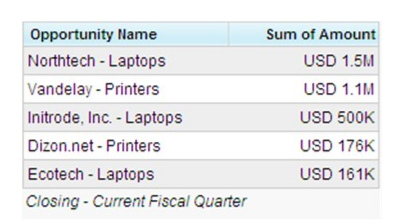 Opportunity Name Sum of Amount
Northtech - Laptops USD 1.5M
Vandelay - Printers USD 1.1M
Initrode, Inc. - Laptops USD 500K
Dizon.net - Printers USD 176K
Ecotech - Laptops USD 161K
Closing - Current Fiscal Quarter